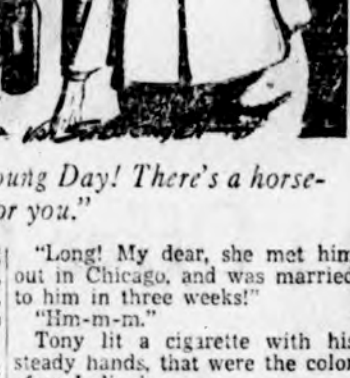 oung Day! There's a horse-
or you."
"Long! My dear, she met him
out in Chicago, and was married
to him in three weeks!"
"Hm-m-m."
Tony lit a cigarette with his
steady hands, that were the color